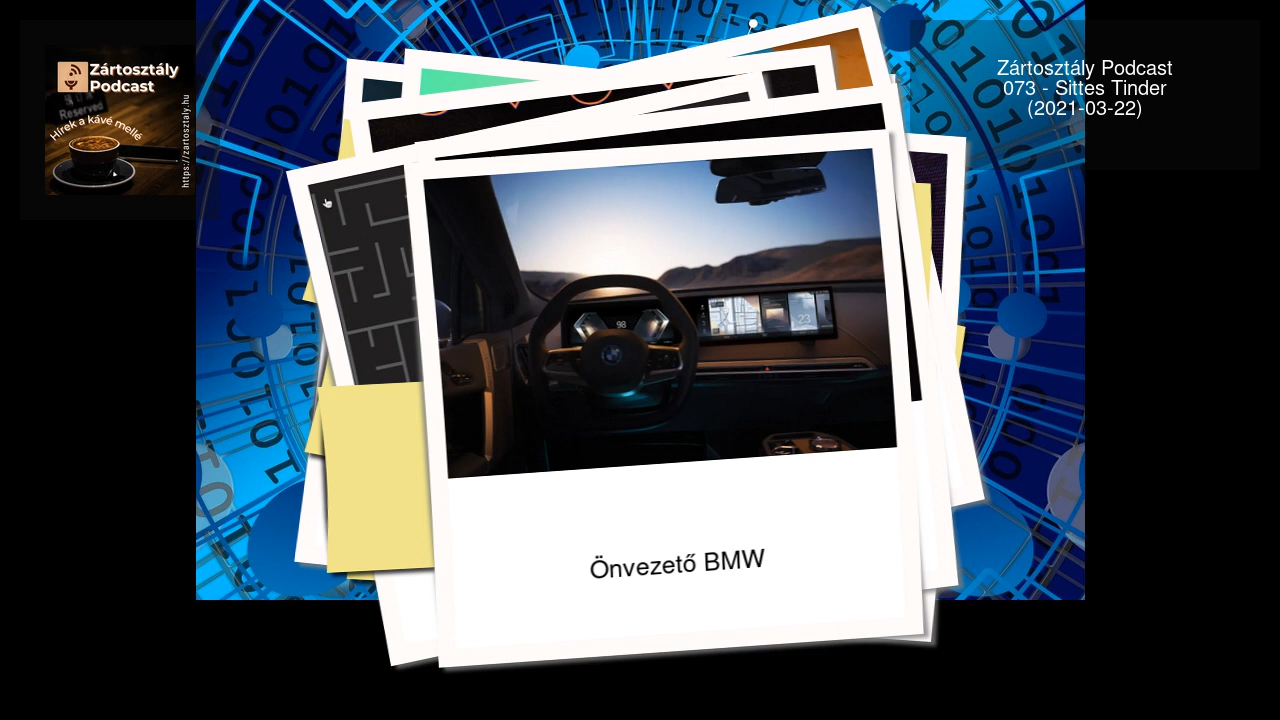 Zártosztály
Podcast
Reserved
Hírek a kávé mellé
https://zartosztaly.hu
Zártosztály Podcast
073 - Sittes Tinder
(2021-03-22)
98
23
Önvezető BMW